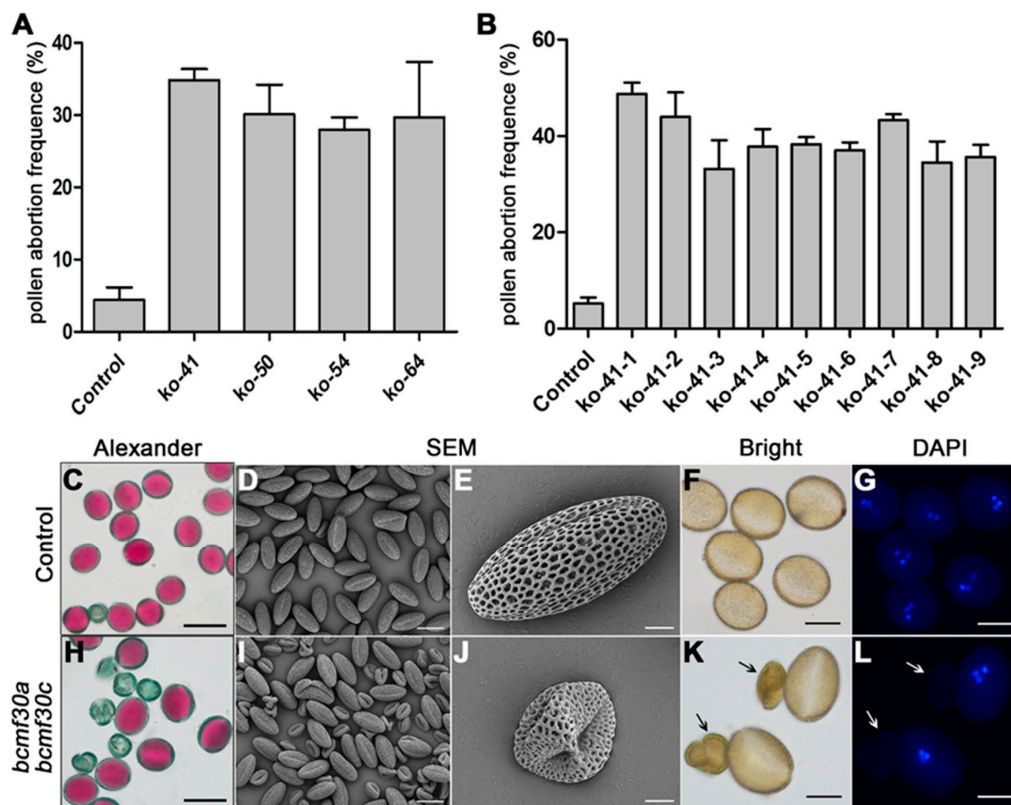 A
B
pollen abortion frequence (%)
40
30
20
10
0
Control
ko-41
ko-50
ko-54
ko-64
pollen abortion frequence (%)
60
40
20
0
Control
ko-41-1
ko-41-2
ko-41-3
ko-41-4
ko-41-5
ko-41-6
ko-41-7
ko-41-8
ko-41-9
Alexander
SEM
Bright
DAPI
Control
C
D
E
F
G
bcmf30a
bcmf30c
H
I
J
K
L